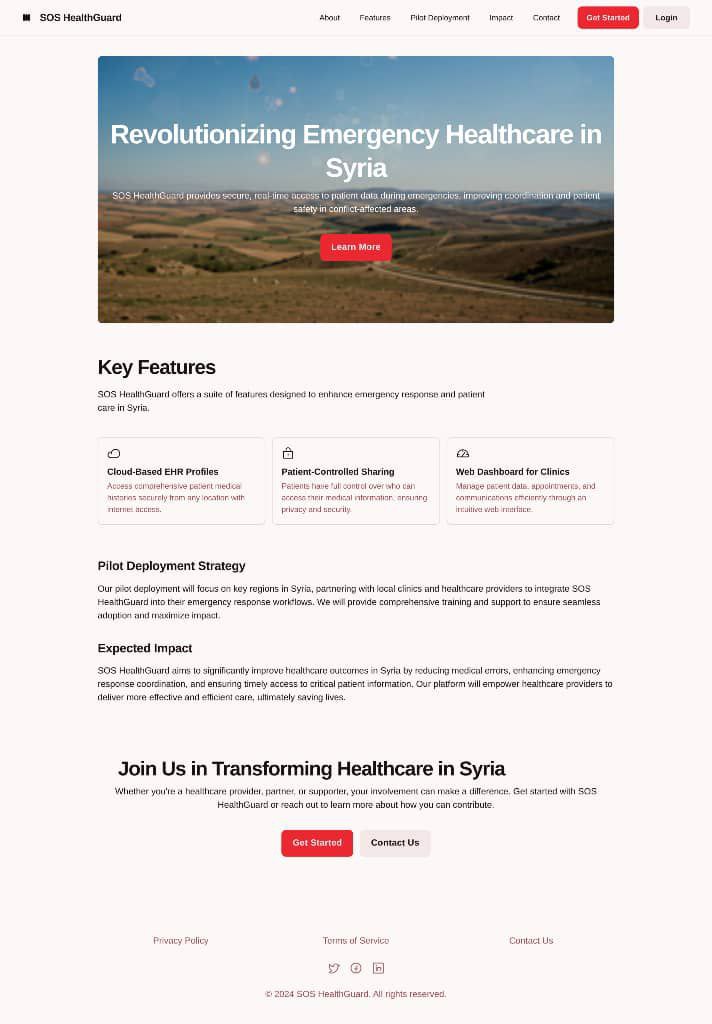 SOS HealthGuard
About Features Pilot Deployment Impact Contact Get Started Login
Revolutionizing Emergency Healthcare in
Syria
SOS HealthGuard provides secure, real-time access to patient data during emergencies, improving coordination and patient
safety in conflict-affected areas.
Learn More
Key Features
SOS HealthGuard offers a suite of features designed to enhance emergency response and patient
care in Syria.
Cloud-Based EHR Profiles
Access comprehensive patient medical
histories securely from any location with
internet access.
Patient-Controlled Sharing
Patients have full control over who can
access their medical information, ensuring
privacy and security.
Web Dashboard for Clinics
Manage patient data, appointments, and
communications efficiently through an
intuitive web interface.
Pilot Deployment Strategy
Our pilot deployment will focus on key regions in Syria, partnering with local clinics and healthcare providers to integrate SOS
HealthGuard into their emergency response workflows. We will provide comprehensive training and support to ensure seamless
adoption and maximize impact.
Expected Impact
SOS HealthGuard aims to significantly improve healthcare outcomes in Syria by reducing medical errors, enhancing emergency
response coordination, and ensuring timely access to critical patient information. Our platform will empower healthcare providers to
deliver more effective and efficient care, ultimately saving lives.
Join Us in Transforming Healthcare in Syria
Whether you're a healthcare provider, partner, or supporter, your involvement can make a difference. Get started with SOS
HealthGuard or reach out to learn more about how you can contribute.
Get Started Contact Us
Privacy Policy Terms of Service Contact Us
© 2024 SOS HealthGuard. All rights reserved.